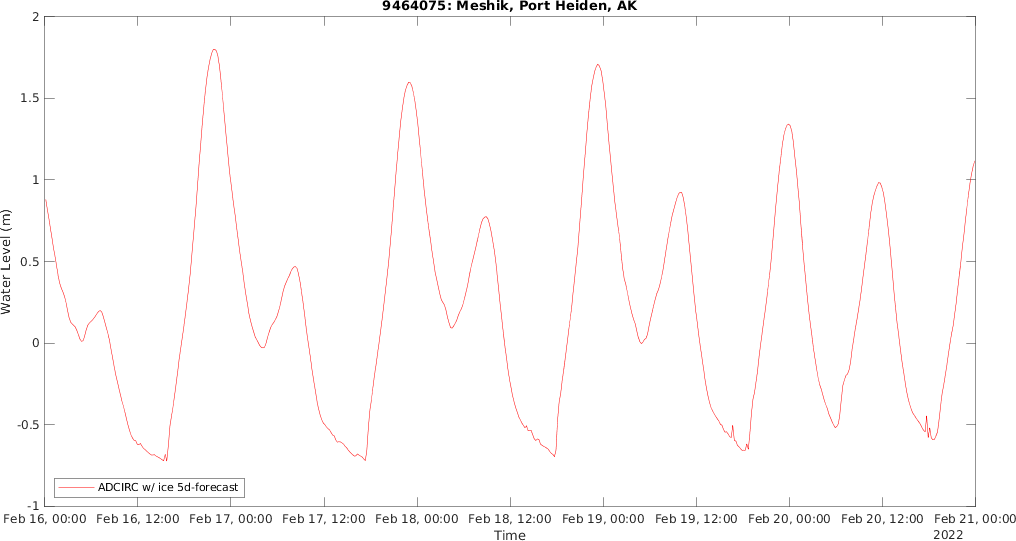 9464075: Meshik, Port Heiden, AK
2
1.5
1
0.5
0
-0.5
-1
Water Level (m)
ADCIRC w/ ice 5d-forecast
Feb 16, 00:00 Feb 16, 12:00 Feb 17, 00:00 Feb 17, 12:00 Feb 18, 00:00 Feb 18, 12:00 Feb 19, 00:00 Feb 19, 12:00 Feb 20, 00:00 Feb 20, 12:00 Feb 21, 00:00
Time
2022